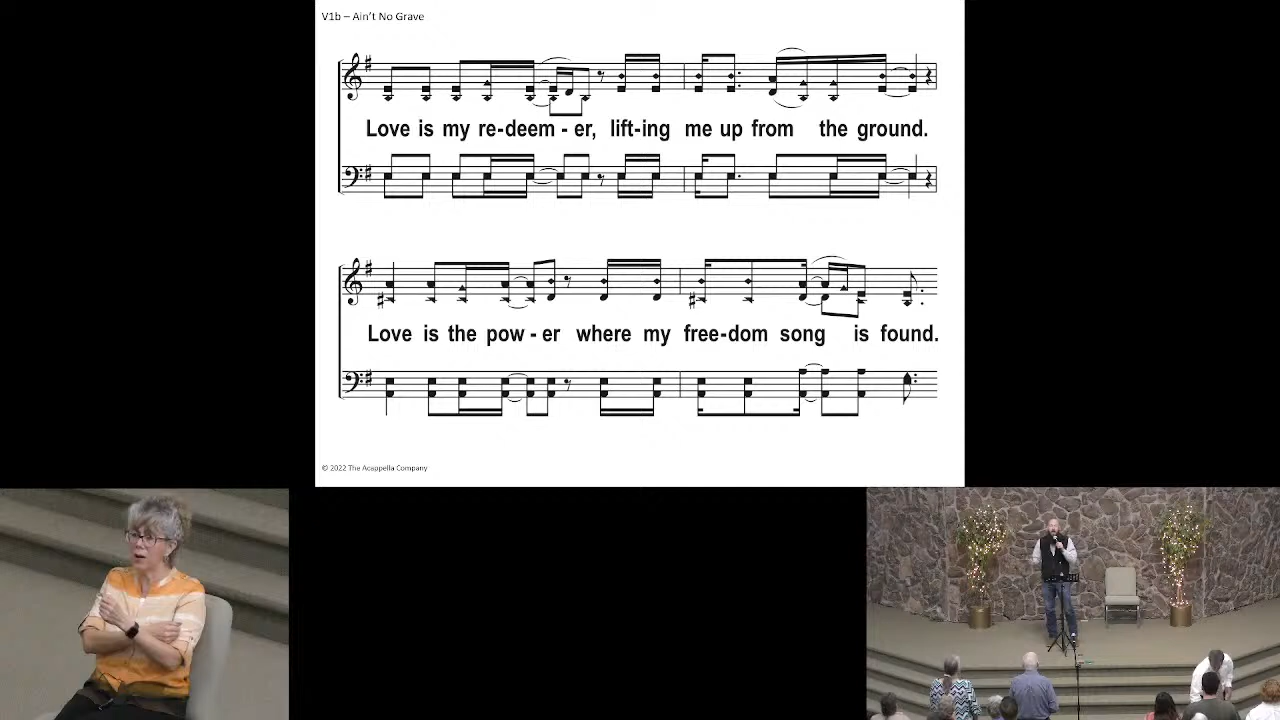 V1b – Ain't No Grave
Love is my re-deem - er, lift-ing me up from the ground.
Love is the pow - er where my free-dom song is found.
© 2022 The Acappella Company